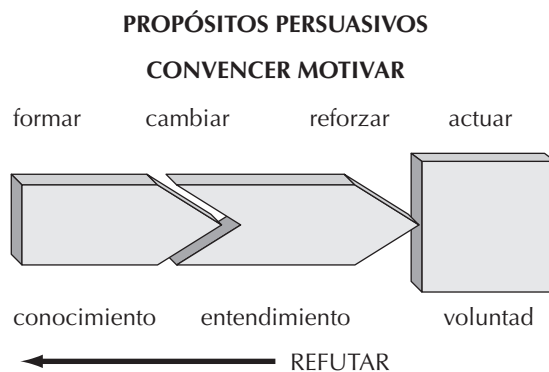 PROPÓSITOS PERSUASIVOS
CONVENCER MOTIVAR
formar cambiar reforzar actuar
conocimiento entendimiento voluntad
REFUTAR